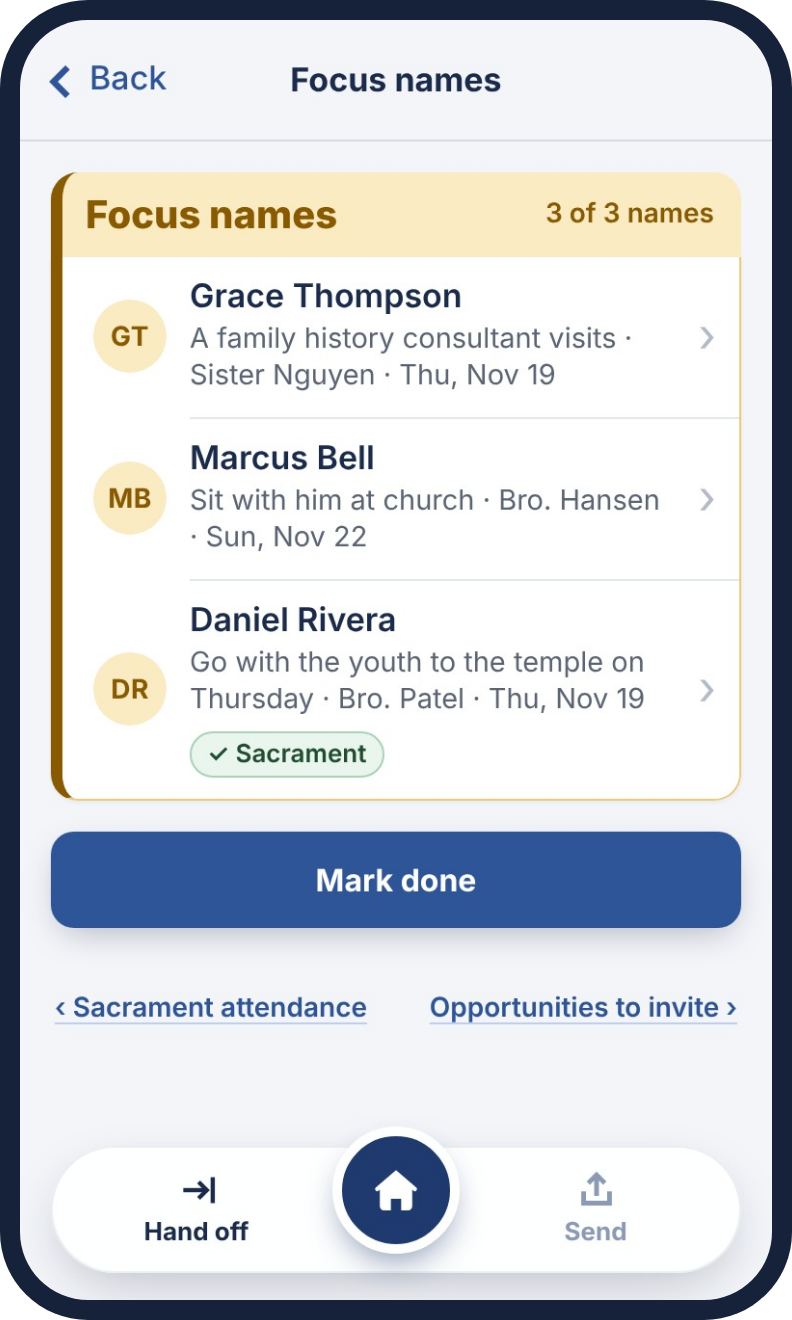 Back
Focus names
Focus names
3 of 3 names
GT
Grace Thompson
A family history consultant visits ·
Sister Nguyen · Thu, Nov 19
MB
Marcus Bell
Sit with him at church · Bro. Hansen
· Sun, Nov 22
DR
Daniel Rivera
Go with the youth to the temple on
Thursday · Bro. Patel · Thu, Nov 19
✓ Sacrament
Mark done
‹ Sacrament attendance
Opportunities to invite ›
Hand off
Send